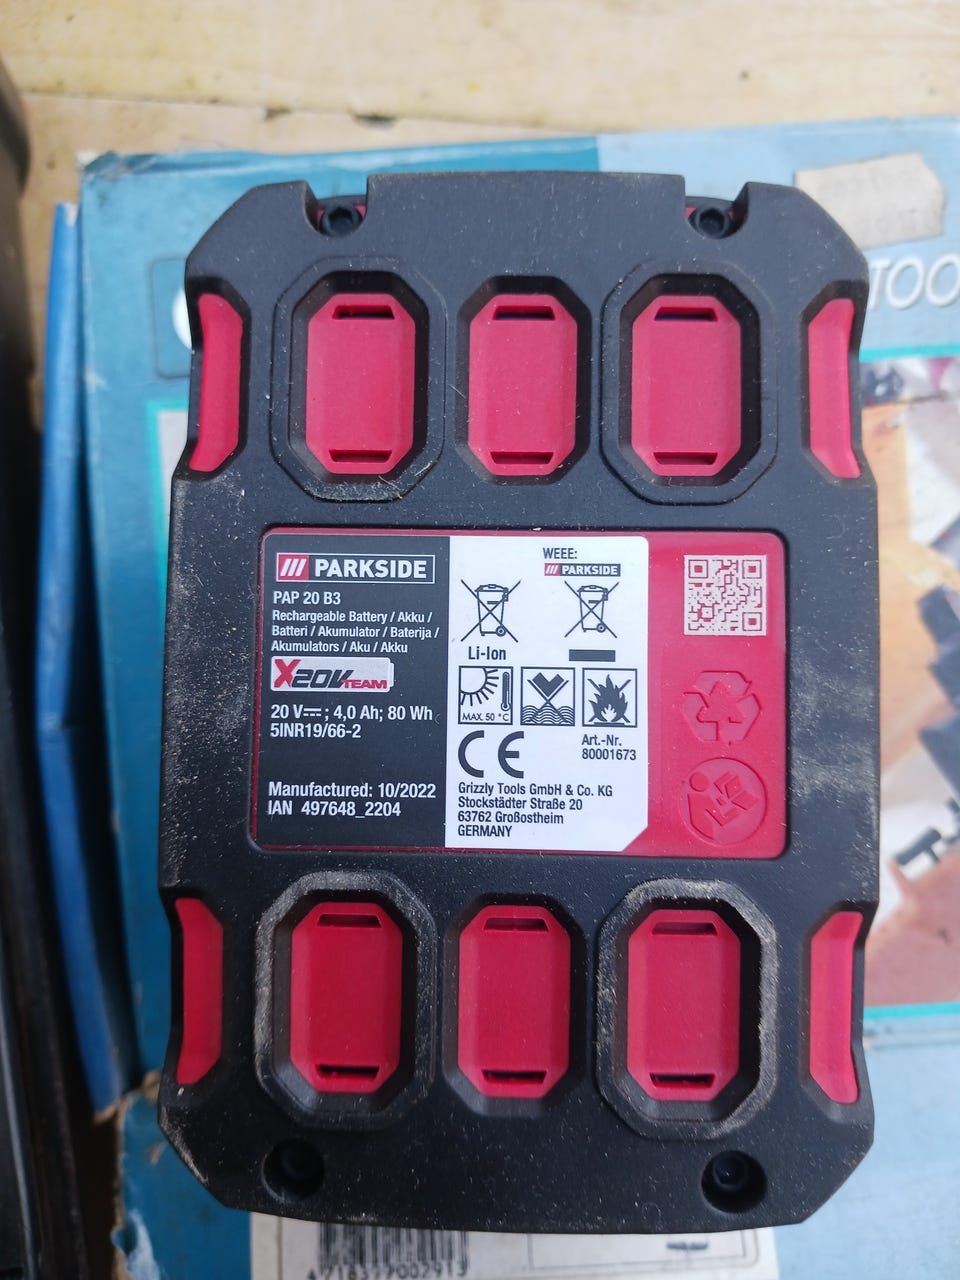 TOO
/// PARKSIDE
PAP 20 B3
Rechargeable Battery / Akku /
Batteri / Akumulator / Baterija /
Akumulators / Aku / Akku
X20V TEAM
20 V⎓; 4,0 Ah; 80 Wh
5INR19/66-2
Manufactured: 10/2022
IAN 497648_2204
WEEE:
/// PARKSIDE
Li-Ion
MAX. 50 °C
CE
Art.-Nr.
80001673
Grizzly Tools GmbH & Co. KG
Stockstädter Straße 20
63762 Großostheim
GERMANY